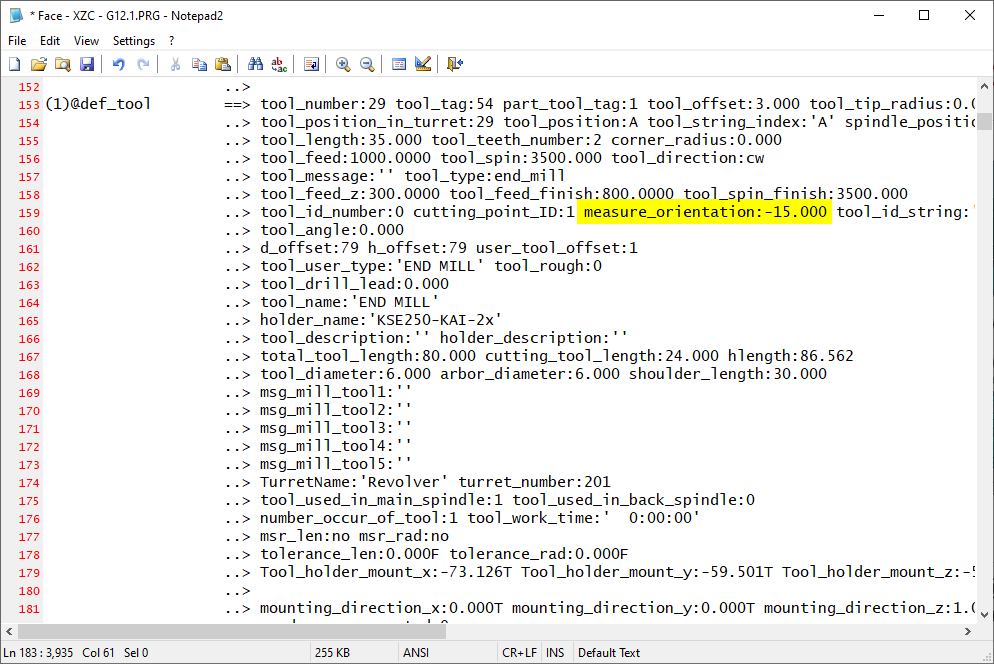 * Face - XZC - G12.1.PRG - Notepad2
File Edit View Settings ?
152 ..>
153 (1)@def_tool ==> tool_number:29 tool_tag:54 part_tool_tag:1 tool_offset:3.000 tool_tip_radius:0.0
154 ..> tool_position_in_turret:29 tool_position:A tool_string_index:'A' spindle_positio
155 ..> tool_length:35.000 tool_teeth_number:2 corner_radius:0.000
156 ..> tool_feed:1000.0000 tool_spin:3500.000 tool_direction:cw
157 ..> tool_message:'' tool_type:end_mill
158 ..> tool_feed_z:300.0000 tool_feed_finish:800.0000 tool_spin_finish:3500.000
159 ..> tool_id_number:0 cutting_point_ID:1 measure_orientation:-15.000 tool_id_string:'
160 ..> tool_angle:0.000
161 ..> d_offset:79 h_offset:79 user_tool_offset:1
162 ..> tool_user_type:'END MILL' tool_rough:0
163 ..> tool_drill_lead:0.000
164 ..> tool_name:'END MILL'
165 ..> holder_name:'KSE250-KAI-2x'
166 ..> tool_description:'' holder_description:''
167 ..> total_tool_length:80.000 cutting_tool_length:24.000 hlength:86.562
168 ..> tool_diameter:6.000 arbor_diameter:6.000 shoulder_length:30.000
169 ..> msg_mill_tool1:''
170 ..> msg_mill_tool2:''
171 ..> msg_mill_tool3:''
172 ..> msg_mill_tool4:''
173 ..> msg_mill_tool5:''
174 ..> TurretName:'Revolver' turret_number:201
175 ..> tool_used_in_main_spindle:1 tool_used_in_back_spindle:0
176 ..> number_occur_of_tool:1 tool_work_time:'  0:00:00'
177 ..> msr_len:no msr_rad:no
178 ..> tolerance_len:0.000F tolerance_rad:0.000F
179 ..> Tool_holder_mount_x:-73.126T Tool_holder_mount_y:-59.501T Tool_holder_mount_z:-5
180 ..>
181 ..> mounting_direction_x:0.000T mounting_direction_y:0.000T mounting_direction_z:1.0
Ln 183 : 3,935 Col 61 Sel 0 255 KB ANSI CR+LF INS Default Text